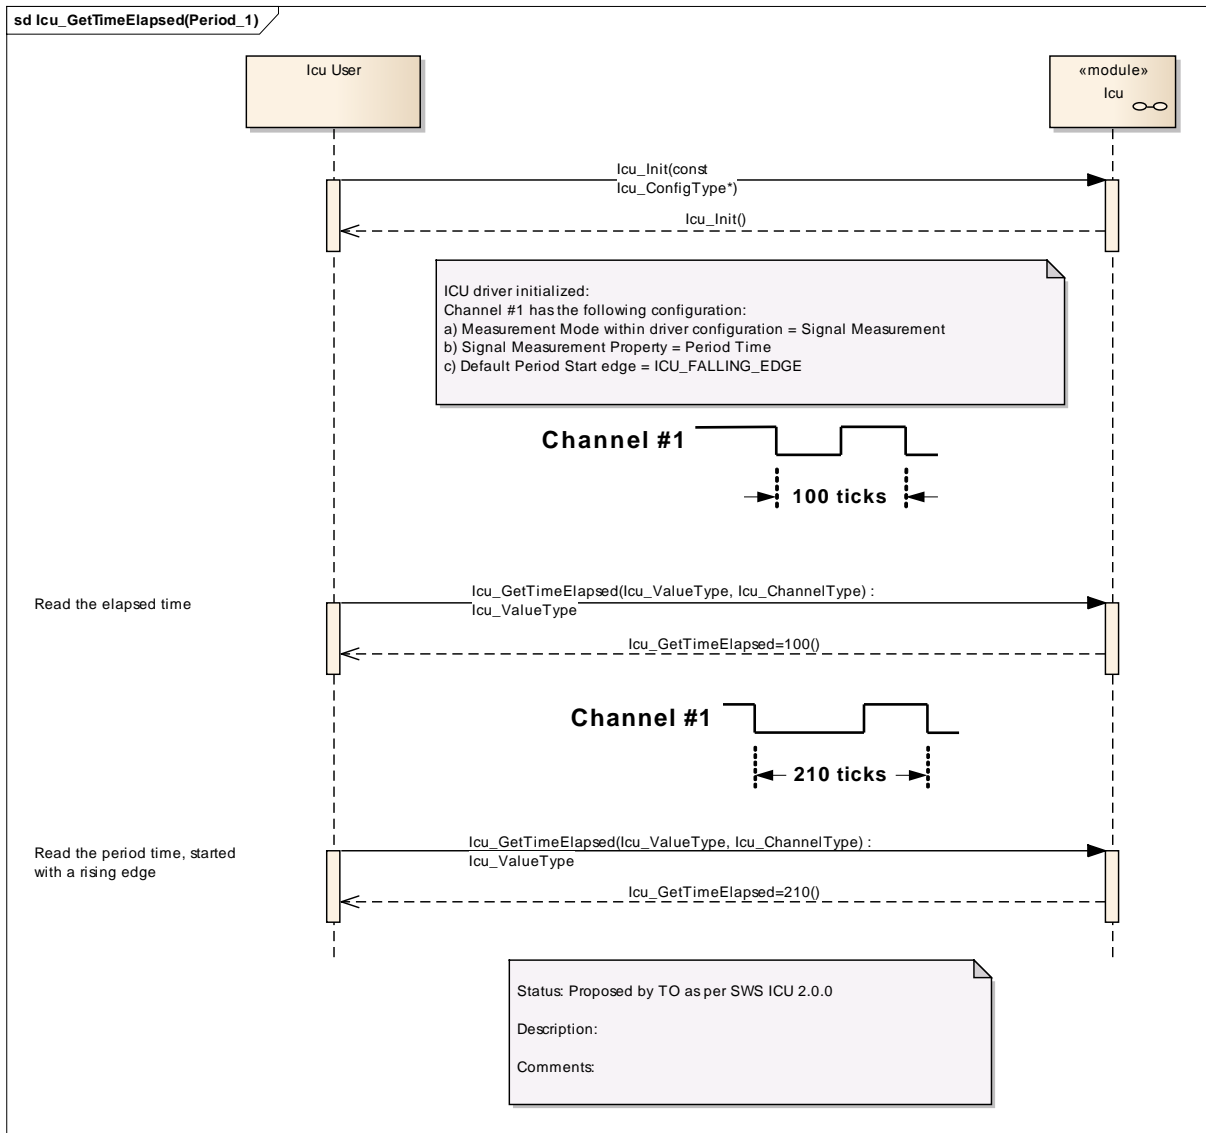 sd Icu_GetTimeElapsed(Period_1)
Icu User
«module»
Icu
Icu_Init(const
Icu_ConfigType*)
Icu_Init()
ICU driver initialized:
Channel #1 has the following configuration:
a) Measurement Mode within driver configuration = Signal Measurement
b) Signal Measurement Property = Period Time
c) Default Period Start edge = ICU_FALLING_EDGE
Channel #1
100 ticks
Read the elapsed time
Icu_GetTimeElapsed(Icu_ValueType, Icu_ChannelType) :
Icu_ValueType
Icu_GetTimeElapsed=100()
Channel #1
210 ticks
Read the period time, started
with a rising edge
Icu_GetTimeElapsed(Icu_ValueType, Icu_ChannelType) :
Icu_ValueType
Icu_GetTimeElapsed=210()
Status: Proposed by TO as per SWS ICU 2.0.0
Description:
Comments: